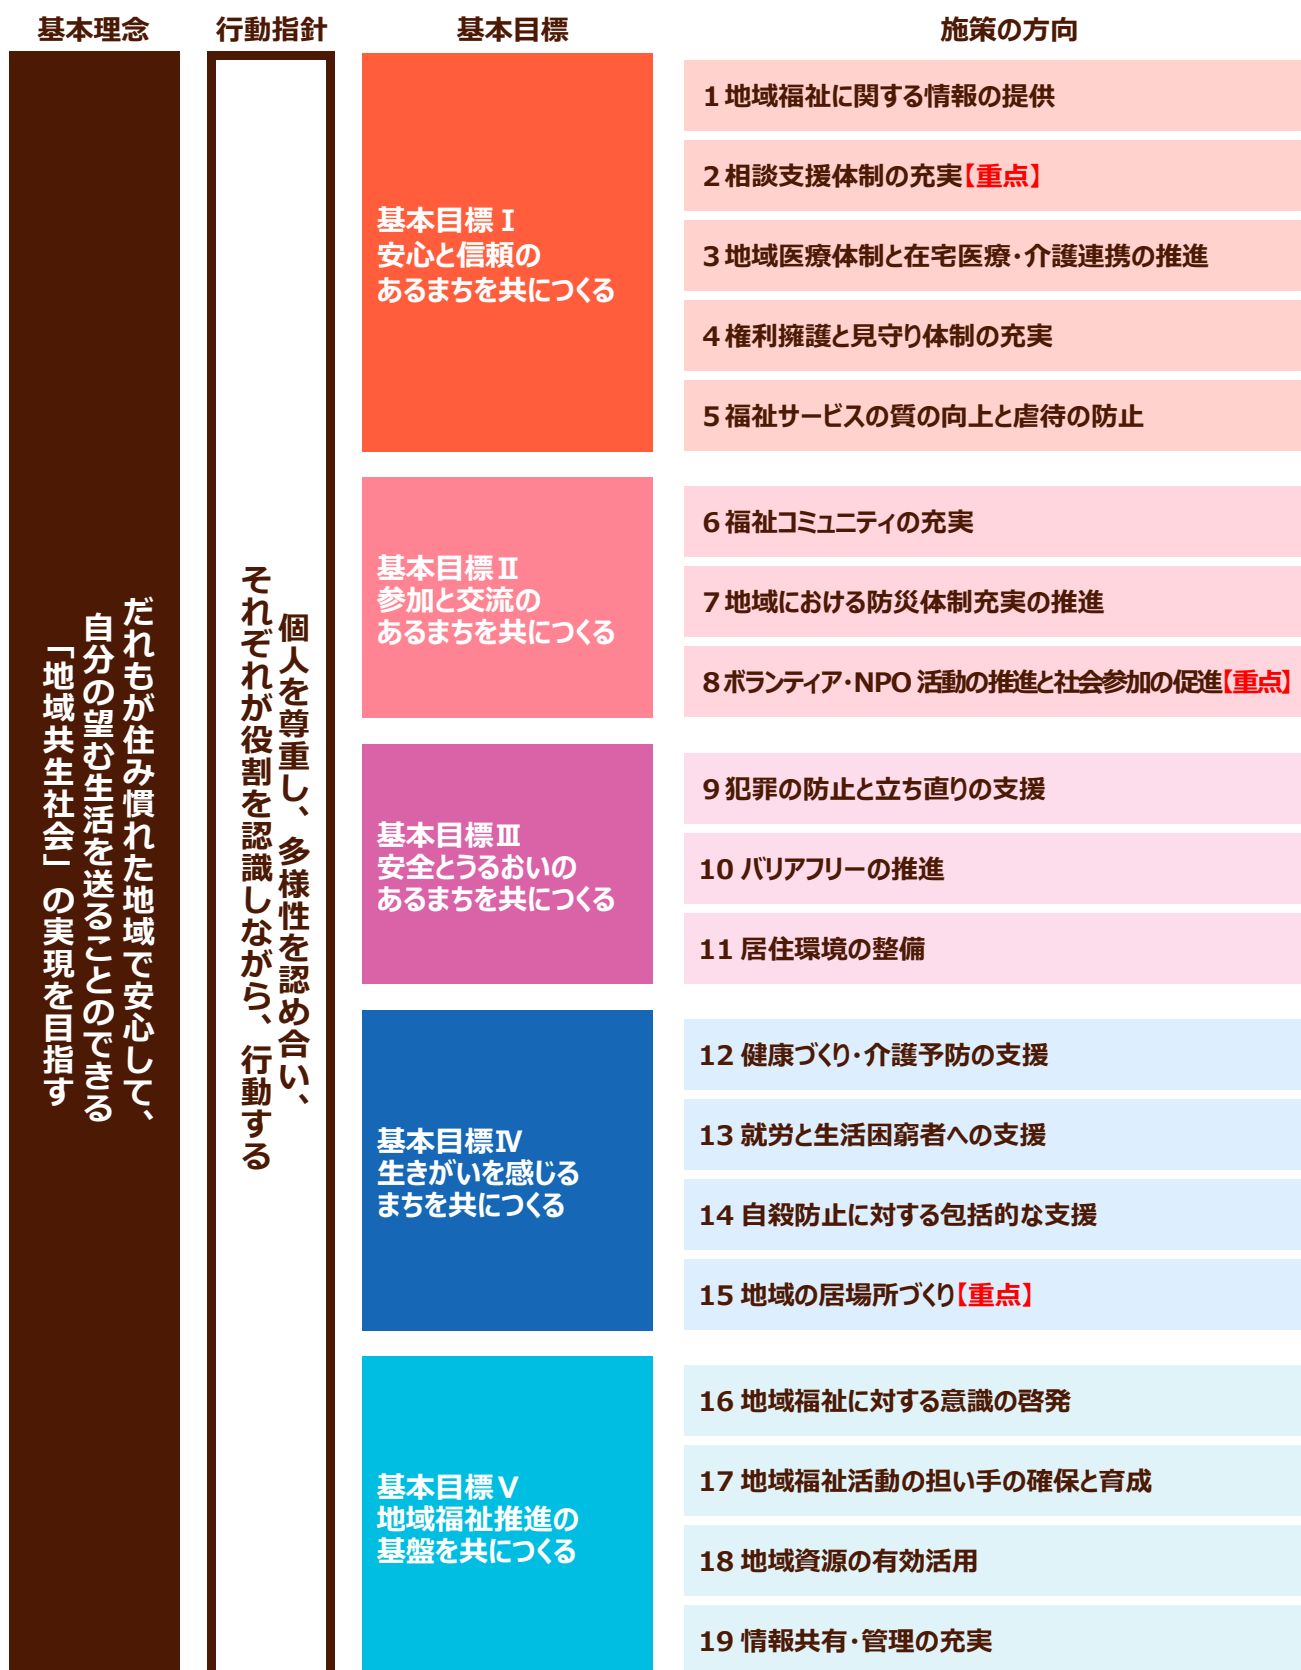 基本理念
行動指針
基本目標
施策の方向
だれもが住み慣れた地域で安心して、
自分の望む生活を送ることのできる
「地域共生社会」の実現を目指す
個人を尊重し、多様性を認め合い、
それぞれが役割を認識しながら、行動する
基本目標Ⅰ
安心と信頼の
あるまちを共につくる
1 地域福祉に関する情報の提供
2 相談支援体制の充実【重点】
3 地域医療体制と在宅医療・介護連携の推進
4 権利擁護と見守り体制の充実
5 福祉サービスの質の向上と虐待の防止
基本目標Ⅱ
参加と交流の
あるまちを共につくる
6 福祉コミュニティの充実
7 地域における防災体制充実の推進
8 ボランティア・NPO 活動の推進と社会参加の促進【重点】
基本目標Ⅲ
安全とうるおいの
あるまちを共につくる
9 犯罪の防止と立ち直りの支援
10 バリアフリーの推進
11 居住環境の整備
基本目標Ⅳ
生きがいを感じる
まちを共につくる
12 健康づくり・介護予防の支援
13 就労と生活困窮者への支援
14 自殺防止に対する包括的な支援
15 地域の居場所づくり【重点】
基本目標Ⅴ
地域福祉推進の
基盤を共につくる
16 地域福祉に対する意識の啓発
17 地域福祉活動の担い手の確保と育成
18 地域資源の有効活用
19 情報共有・管理の充実